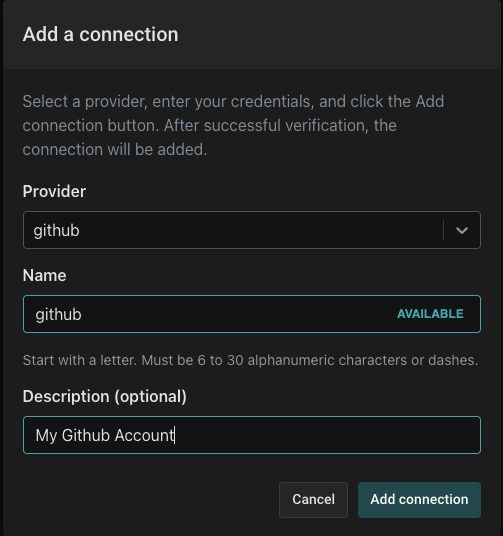 Add a connection
Select a provider, enter your credentials, and click the Add
connection button. After successful verification, the
connection will be added.
Provider
github
Name
github AVAILABLE
Start with a letter. Must be 6 to 30 alphanumeric characters or dashes.
Description (optional)
My Github Account
Cancel Add connection